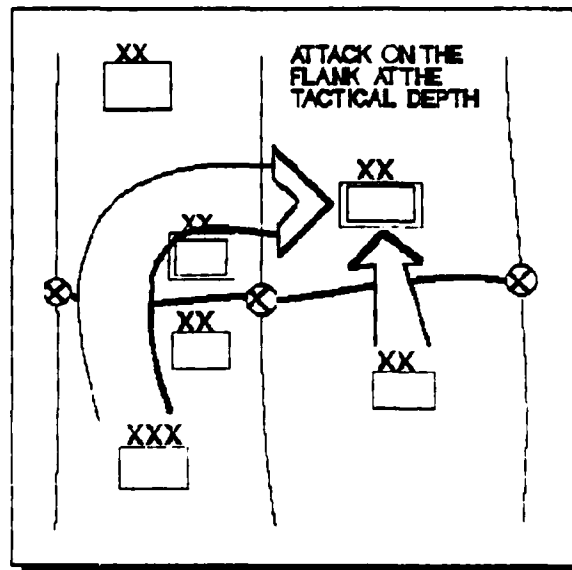 XX
ATTACK ON THE
FLANK AT THE
TACTICAL DEPTH
XX
XX
XX
XX
XXX